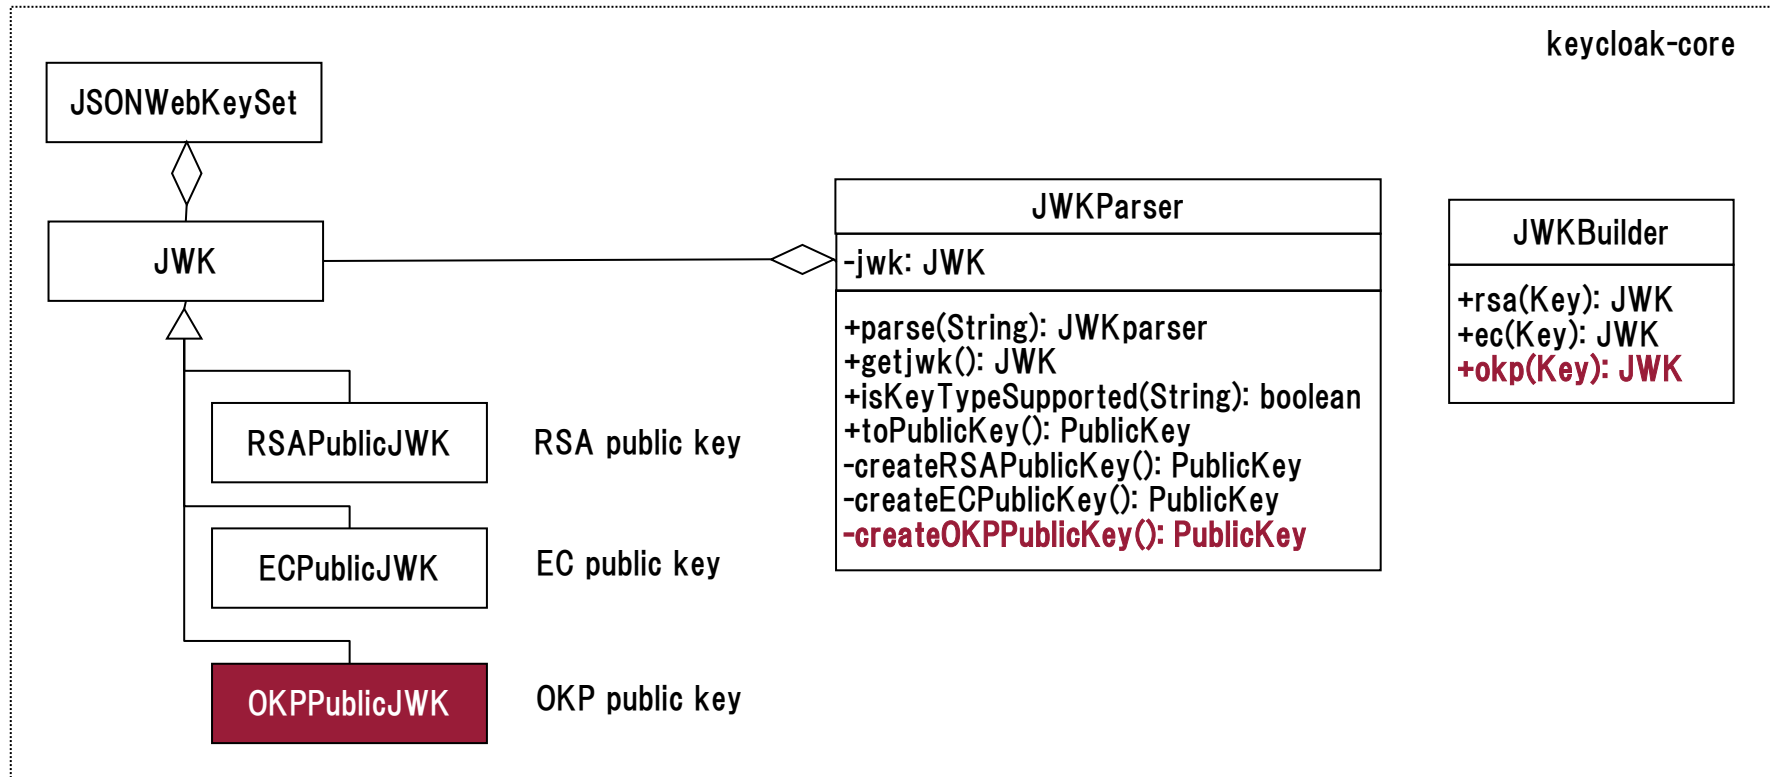 keycloak-core
JSONWebKeySet
JWK
RSAPublicJWK
RSA public key
ECPublicJWK
EC public key
OKPPublicJWK
OKP public key
JWKParser
-jwk: JWK
+parse(String): JWKparser
+getjwk(): JWK
+isKeyTypeSupported(String): boolean
+toPublicKey(): PublicKey
-createRSAPublicKey(): PublicKey
-createECPublicKey(): PublicKey
-createOKPPublicKey(): PublicKey
JWKBuilder
+rsa(Key): JWK
+ec(Key): JWK
+okp(Key): JWK